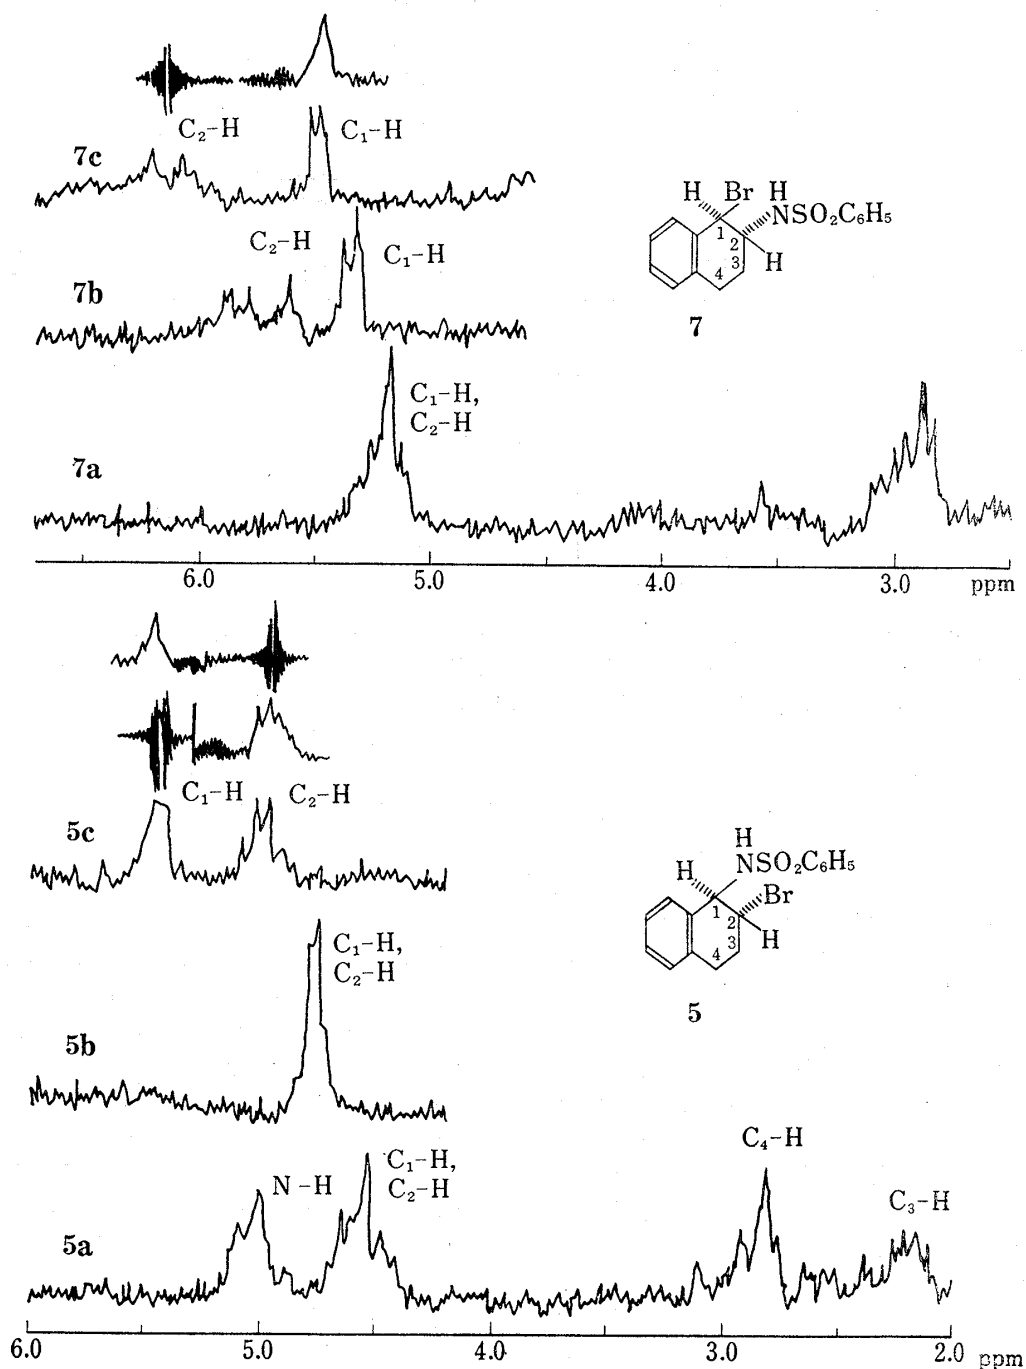 C₂-H
C₁-H
7c
H Br H
NSO₂C₆H₅
1
2
3
4
H
7
C₂-H
C₁-H
7b
C₁-H,
C₂-H
7a
6.0 5.0 4.0 3.0 ppm
C₁-H C₂-H
5c
H
H NSO₂C₆H₅
Br
1
2
3
4
H
5
C₁-H,
C₂-H
5b
C₄-H
C₁-H,
N-H C₂-H
C₃-H
5a
6.0 5.0 4.0 3.0 2.0 ppm